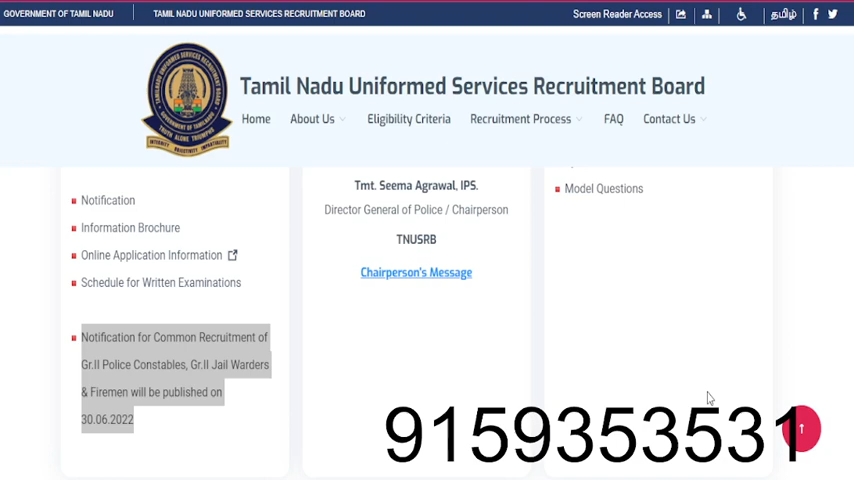 GOVERNMENT OF TAMIL NADU TAMIL NADU UNIFORMED SERVICES RECRUITMENT BOARD Screen Reader Access தமிழ்
Tamil Nadu Uniformed Services Recruitment Board
Home About Us Eligibility Criteria Recruitment Process FAQ Contact Us
Notification
Information Brochure
Online Application Information
Schedule for Written Examinations
Notification for Common Recruitment of
Gr.II Police Constables, Gr.II Jail Warders
& Firemen will be published on
30.06.2022
Tmt. Seema Agrawal, IPS.
Director General of Police / Chairperson
TNUSRB
Chairperson's Message
Model Questions
9159353531